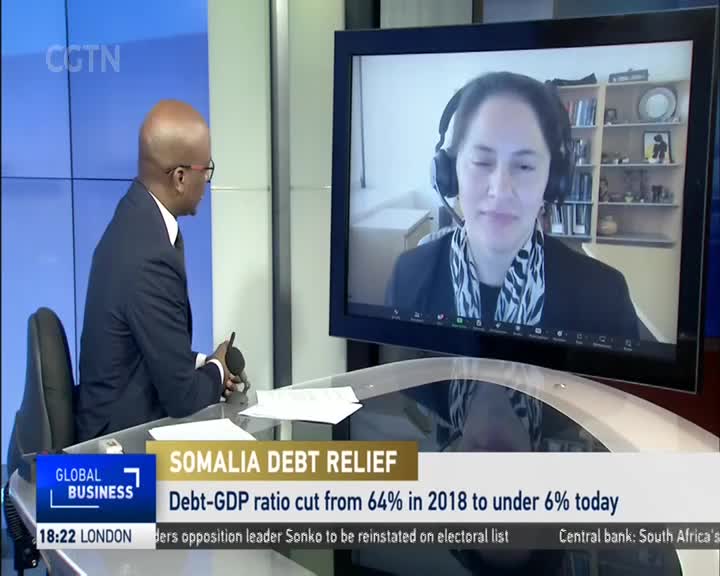 CGTN
SOMALIA DEBT RELIEF
GLOBAL
BUSINESS
Debt-GDP ratio cut from 64% in 2018 to under 6% today
18:22 LONDON
ders opposition leader Sonko to be reinstated on electoral list Central bank: South Africa's